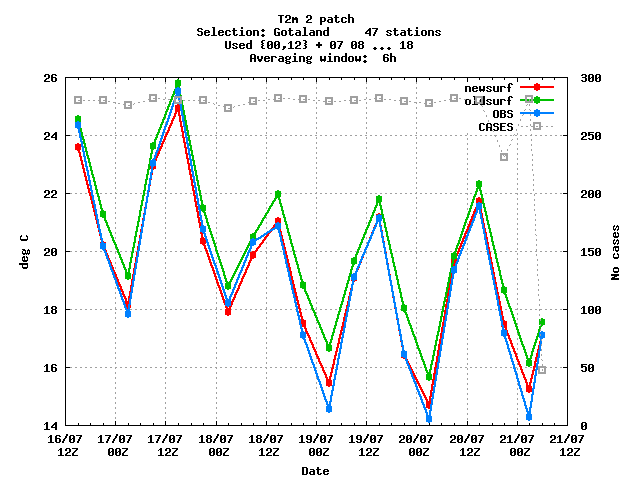 T2m 2 patch
Selection: Gotaland     47 stations
Used {00,12} + 07 08 ... 18
Averaging window:  6h
26 300
newsurf
oldsurf
OBS
CASES
24 250
22 200
20 150
18 100
16 50
14 0
deg C
No cases
16/07 17/07 17/07 18/07 18/07 19/07 19/07 20/07 20/07 21/07 21/07
12Z 00Z 12Z 00Z 12Z 00Z 12Z 00Z 12Z 00Z 12Z
Date